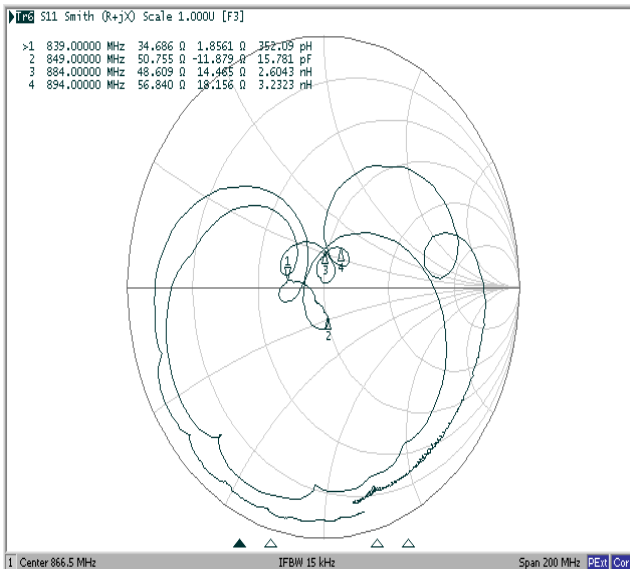 Tr6 S11 Smith (R+jX) Scale 1.000U [F3]
>1 839.00000 MHz 34.686 Ω 1.8561 Ω 352.09 pH
2 849.00000 MHz 50.755 Ω -11.879 Ω 15.781 pF
3 884.00000 MHz 48.609 Ω 14.465 Ω 2.6043 nH
4 894.00000 MHz 56.840 Ω 18.156 Ω 3.2323 nH
1
4
3
2
1 Center 866.5 MHz IFBW 15 kHz Span 200 MHz PExt Cor